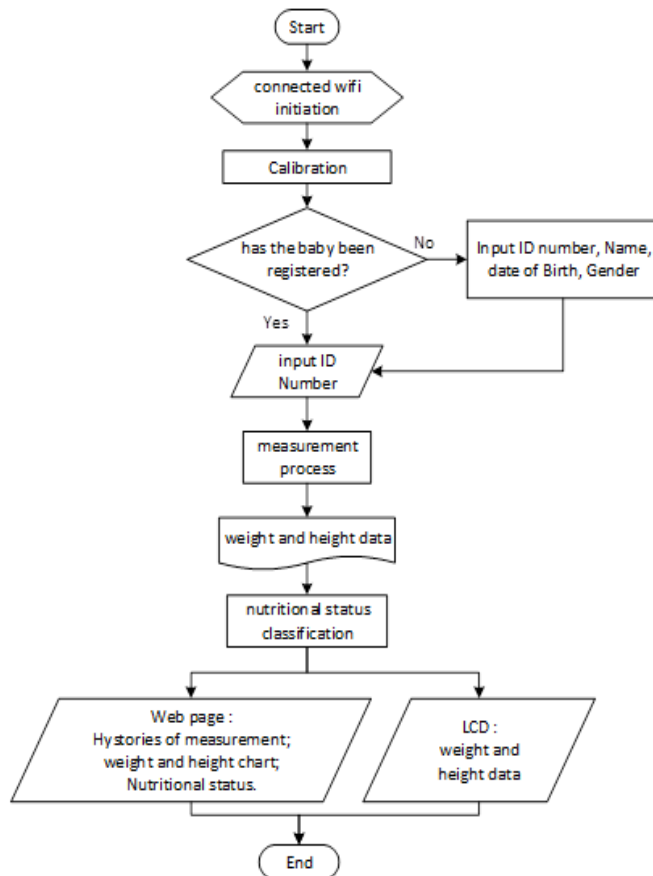 Start
connected wifi
initiation
Calibration
has the baby been
registered?
No
Input ID number, Name,
date of Birth, Gender
Yes
input ID
Number
measurement
process
weight and height data
nutritional status
classification
Web page :
Hystories of measurement;
weight and height chart;
Nutritional status.
LCD :
weight and
height data
End